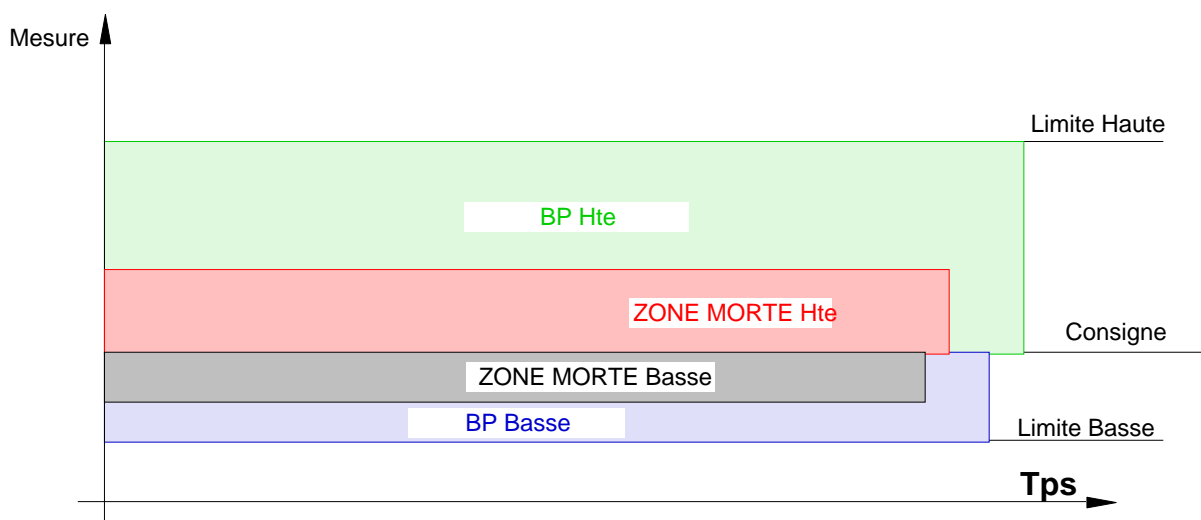 Mesure
Limite Haute
BP Hte
ZONE MORTE Hte
Consigne
ZONE MORTE Basse
BP Basse
Limite Basse
Tps